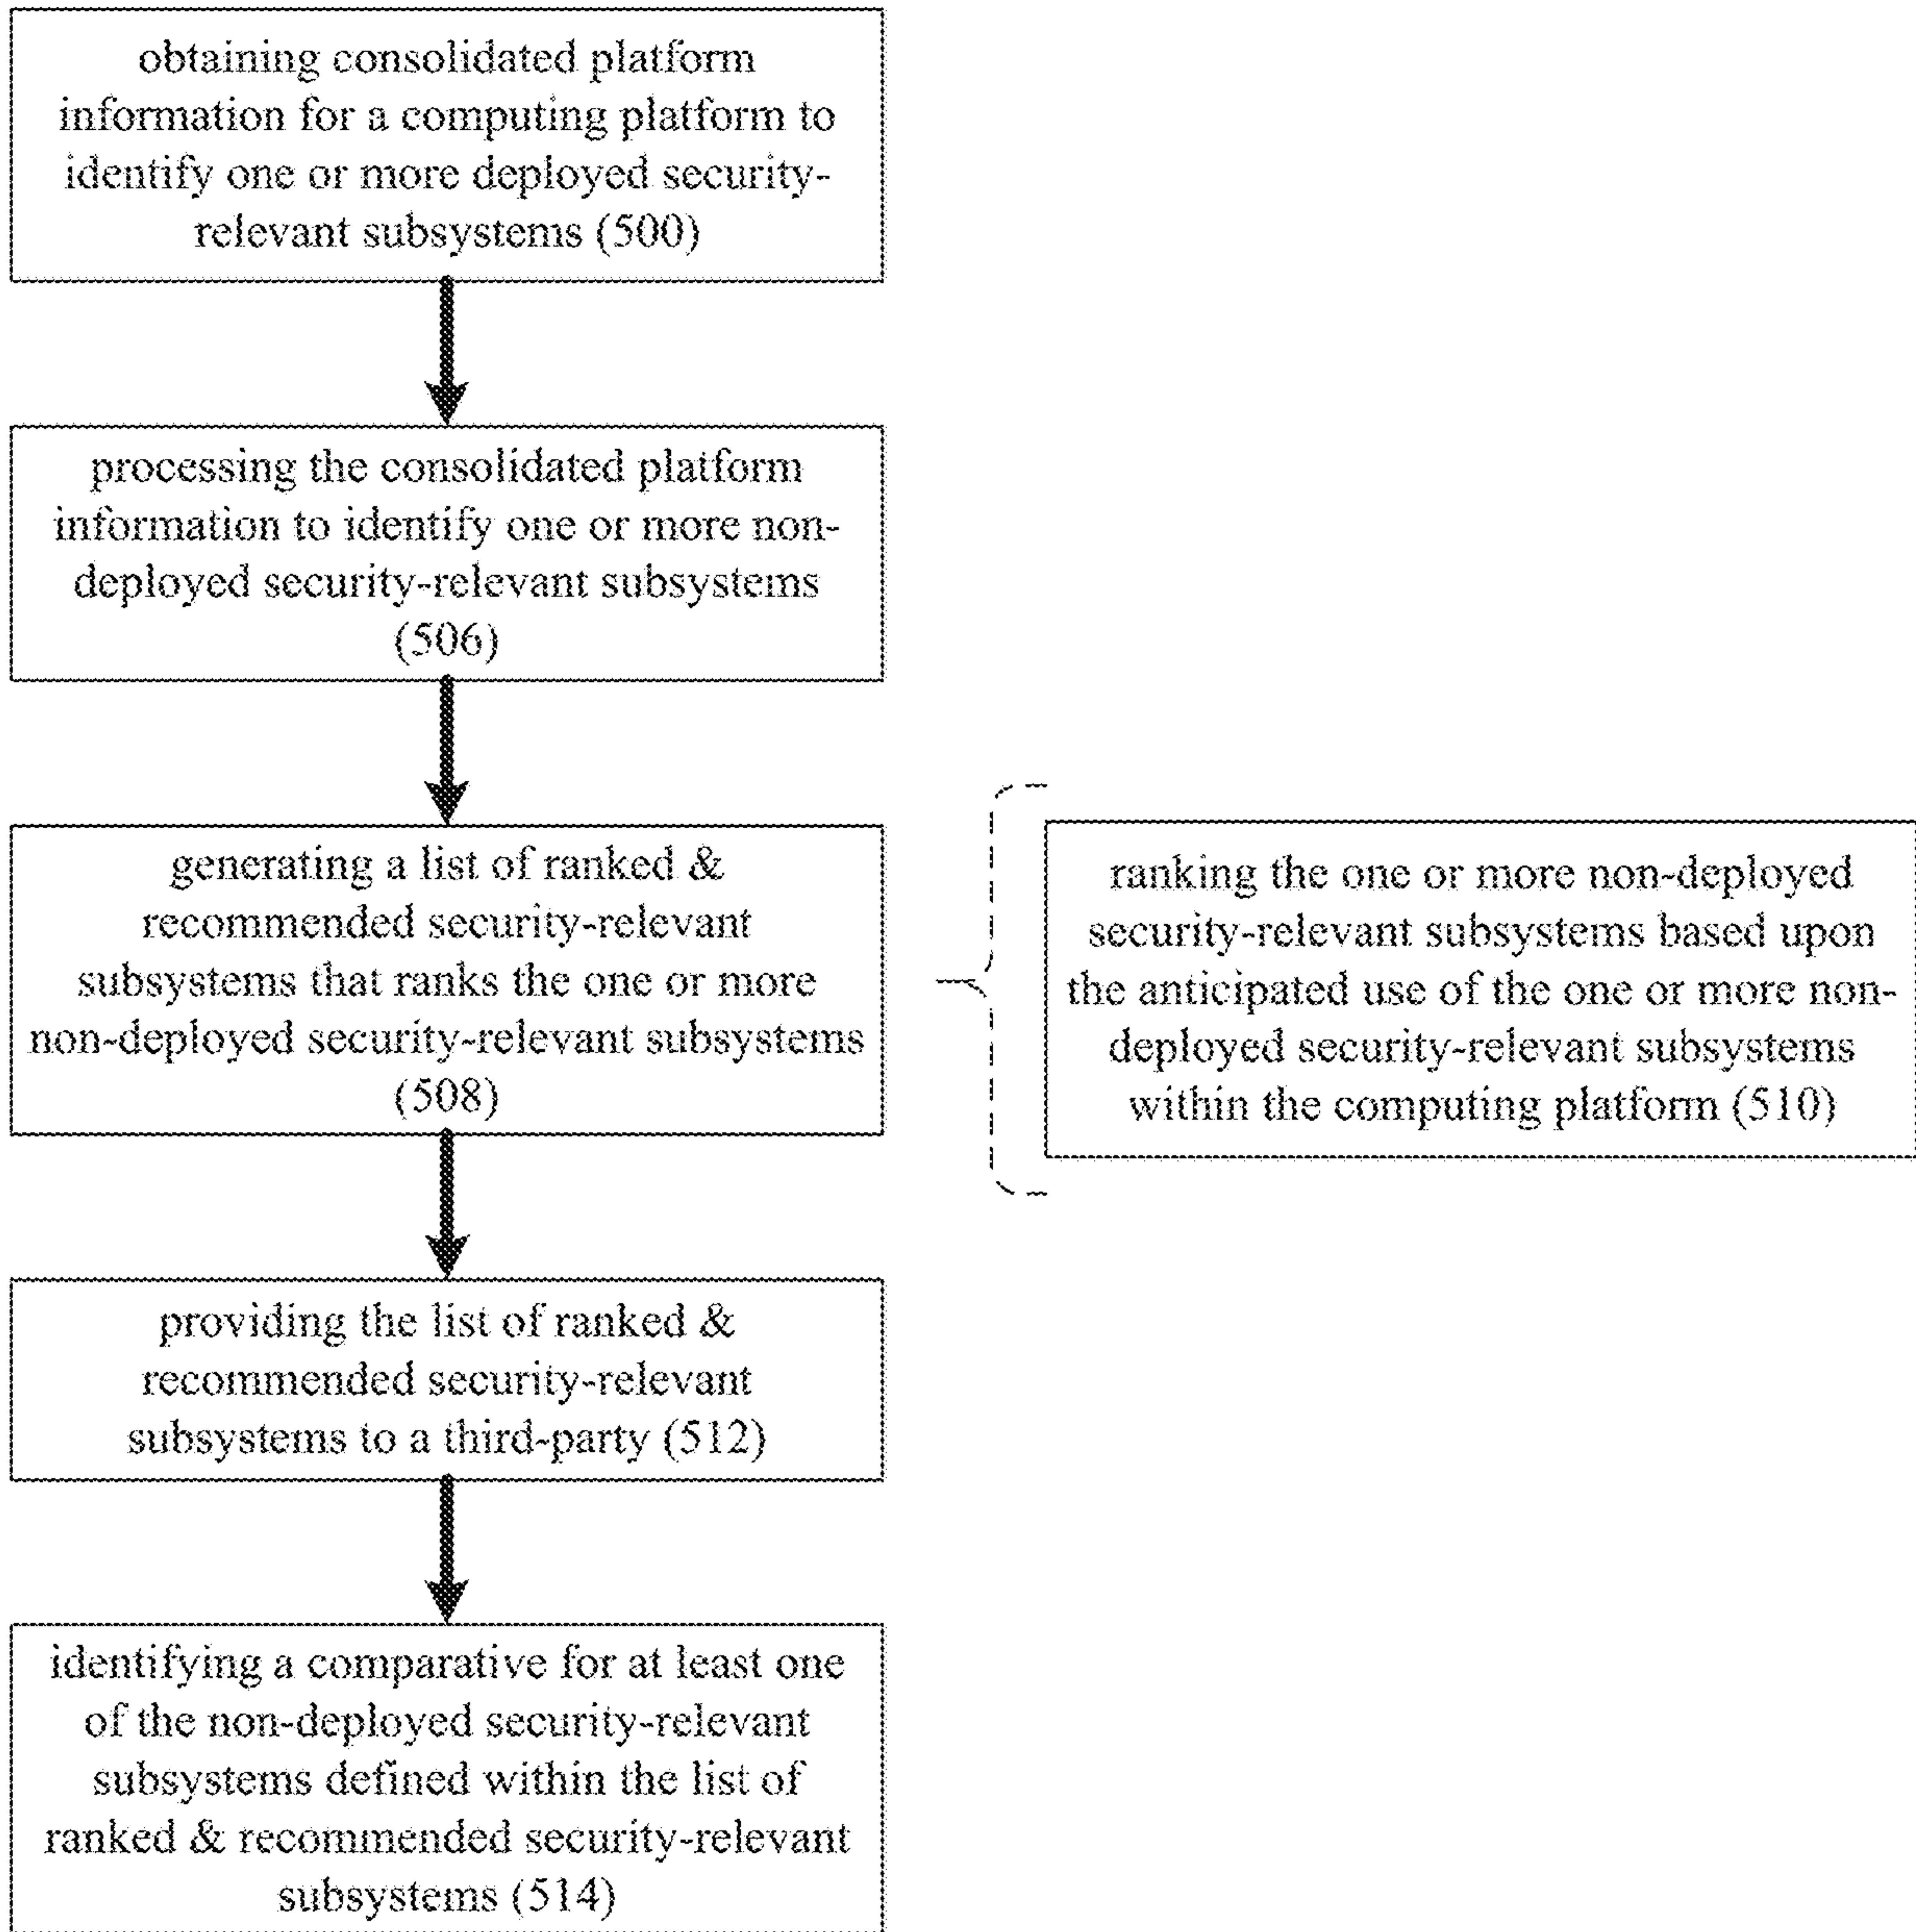 obtaining consolidated platform
information for a computing platform to
identify one or more deployed security-
relevant subsystems (500)
processing the consolidated platform
information to identify one or more non-
deployed security-relevant subsystems
(506)
generating a list of ranked &
recommended security-relevant
subsystems that ranks the one or more
non-deployed security-relevant subsystems
(508)
ranking the one or more non-deployed
security-relevant subsystems based upon
the anticipated use of the one or more non-
deployed security-relevant subsystems
within the computing platform (510)
providing the list of ranked &
recommended security-relevant
subsystems to a third-party (512)
identifying a comparative for at least one
of the non-deployed security-relevant
subsystems defined within the list of
ranked & recommended security-relevant
subsystems (514)